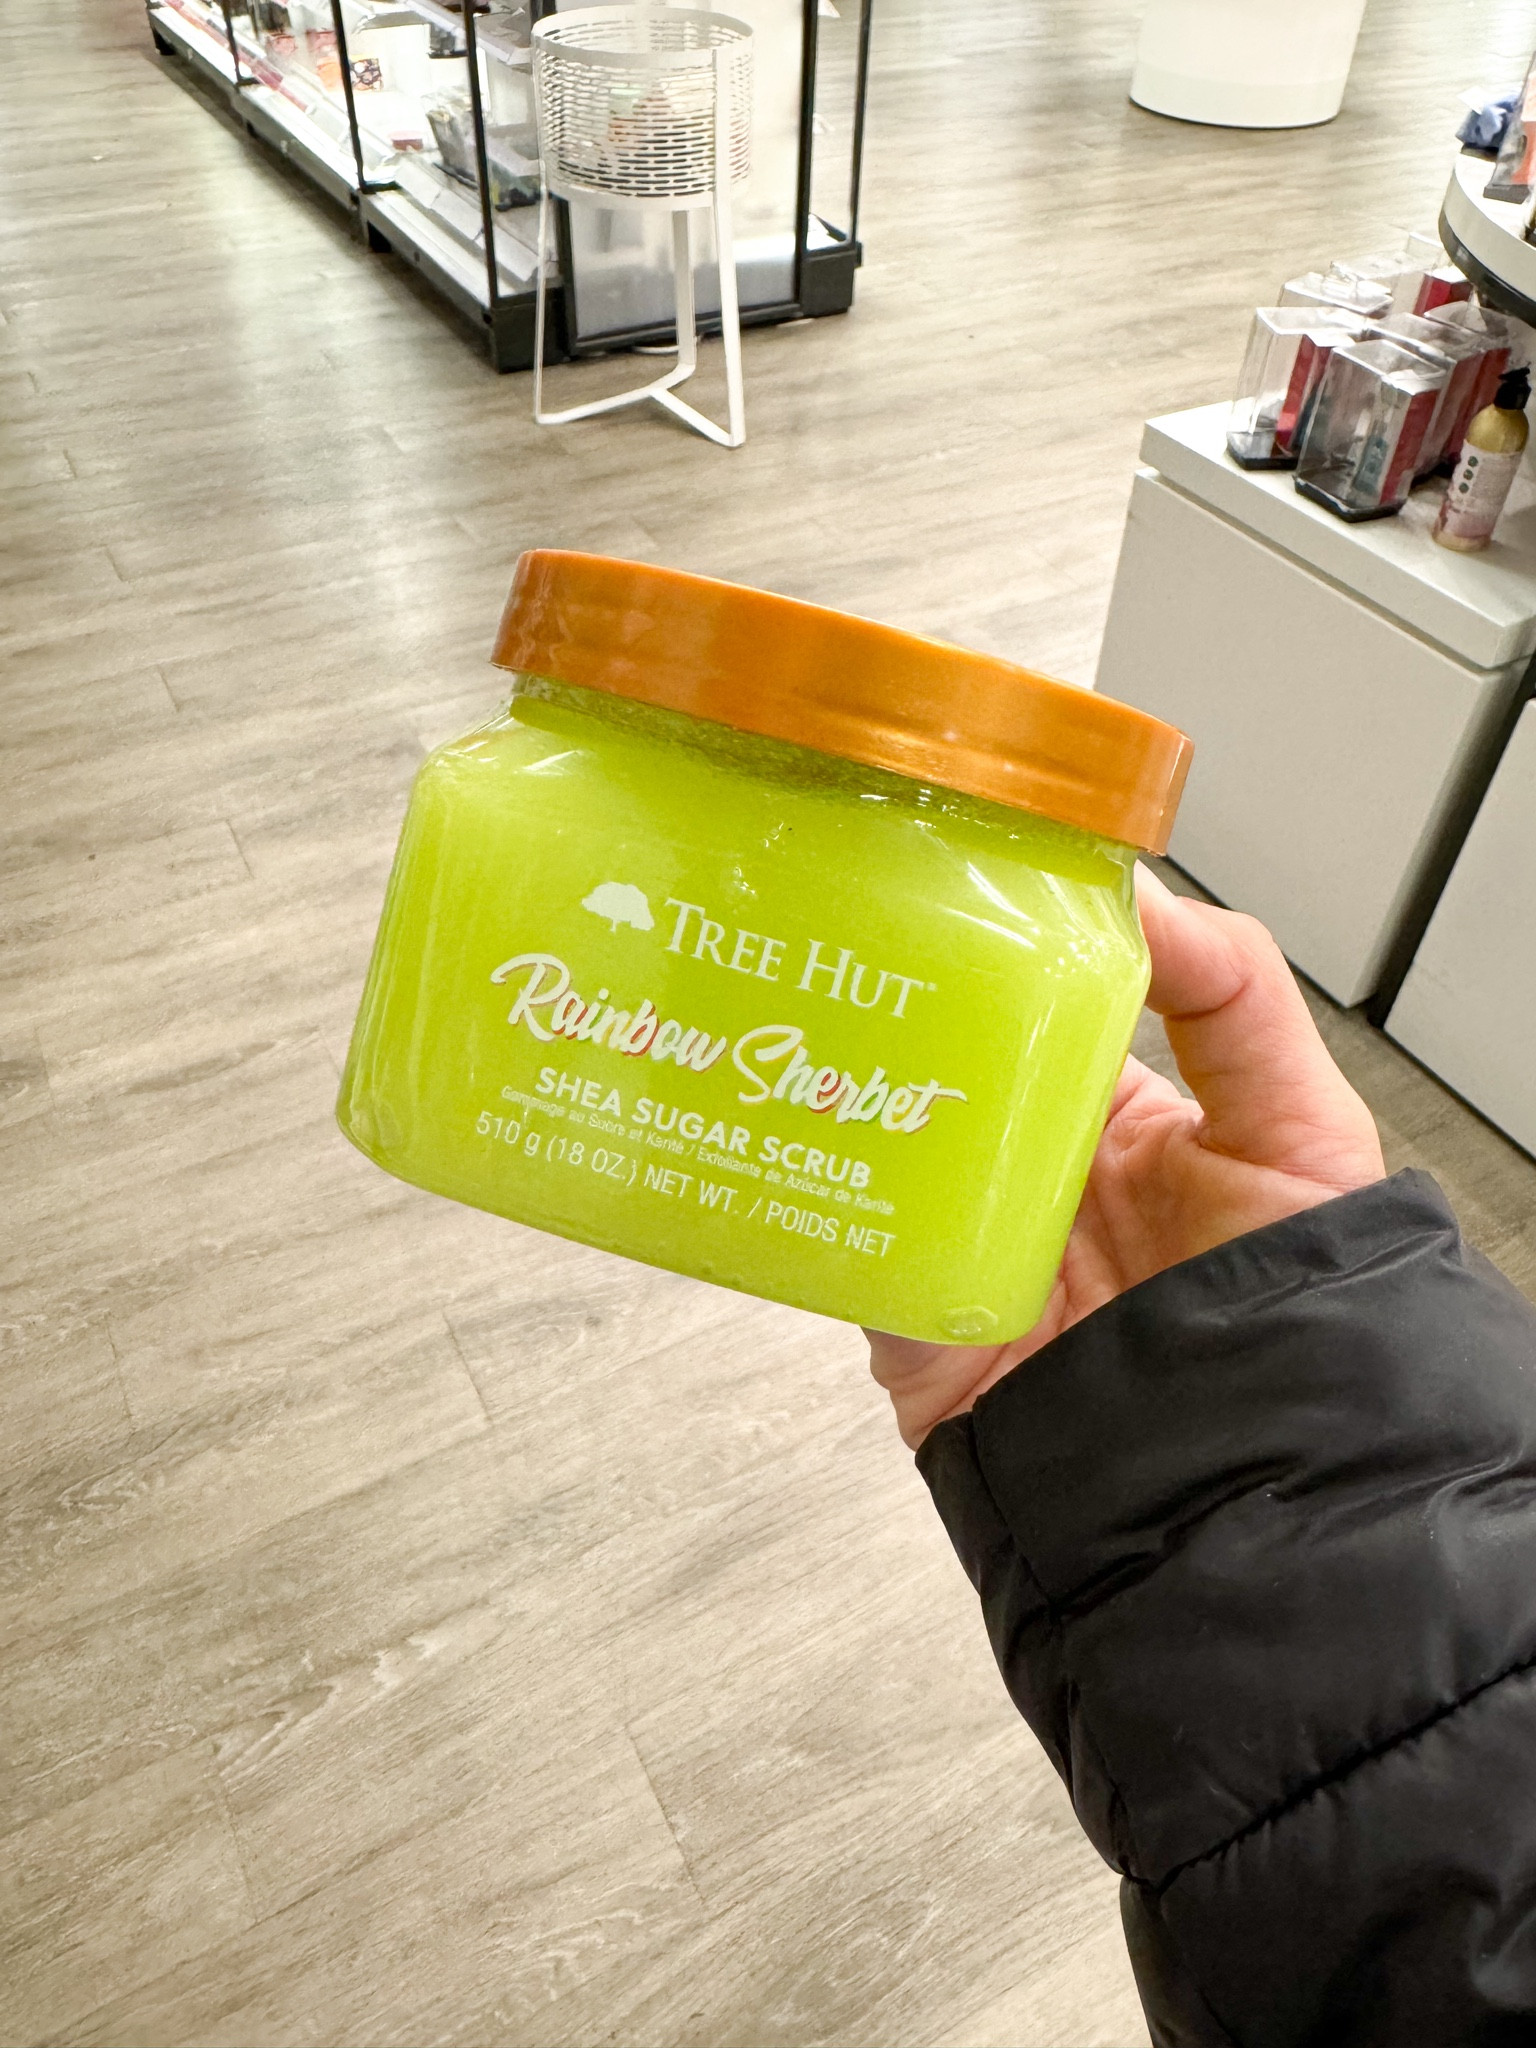 TREE HUT
Rainbow Sherbet
SHEA SUGAR SCRUB
Gommage au Sucre et Karité / Exfoliante de Azúcar de Karité
510 g (18 OZ.) NET WT. / POIDS NET